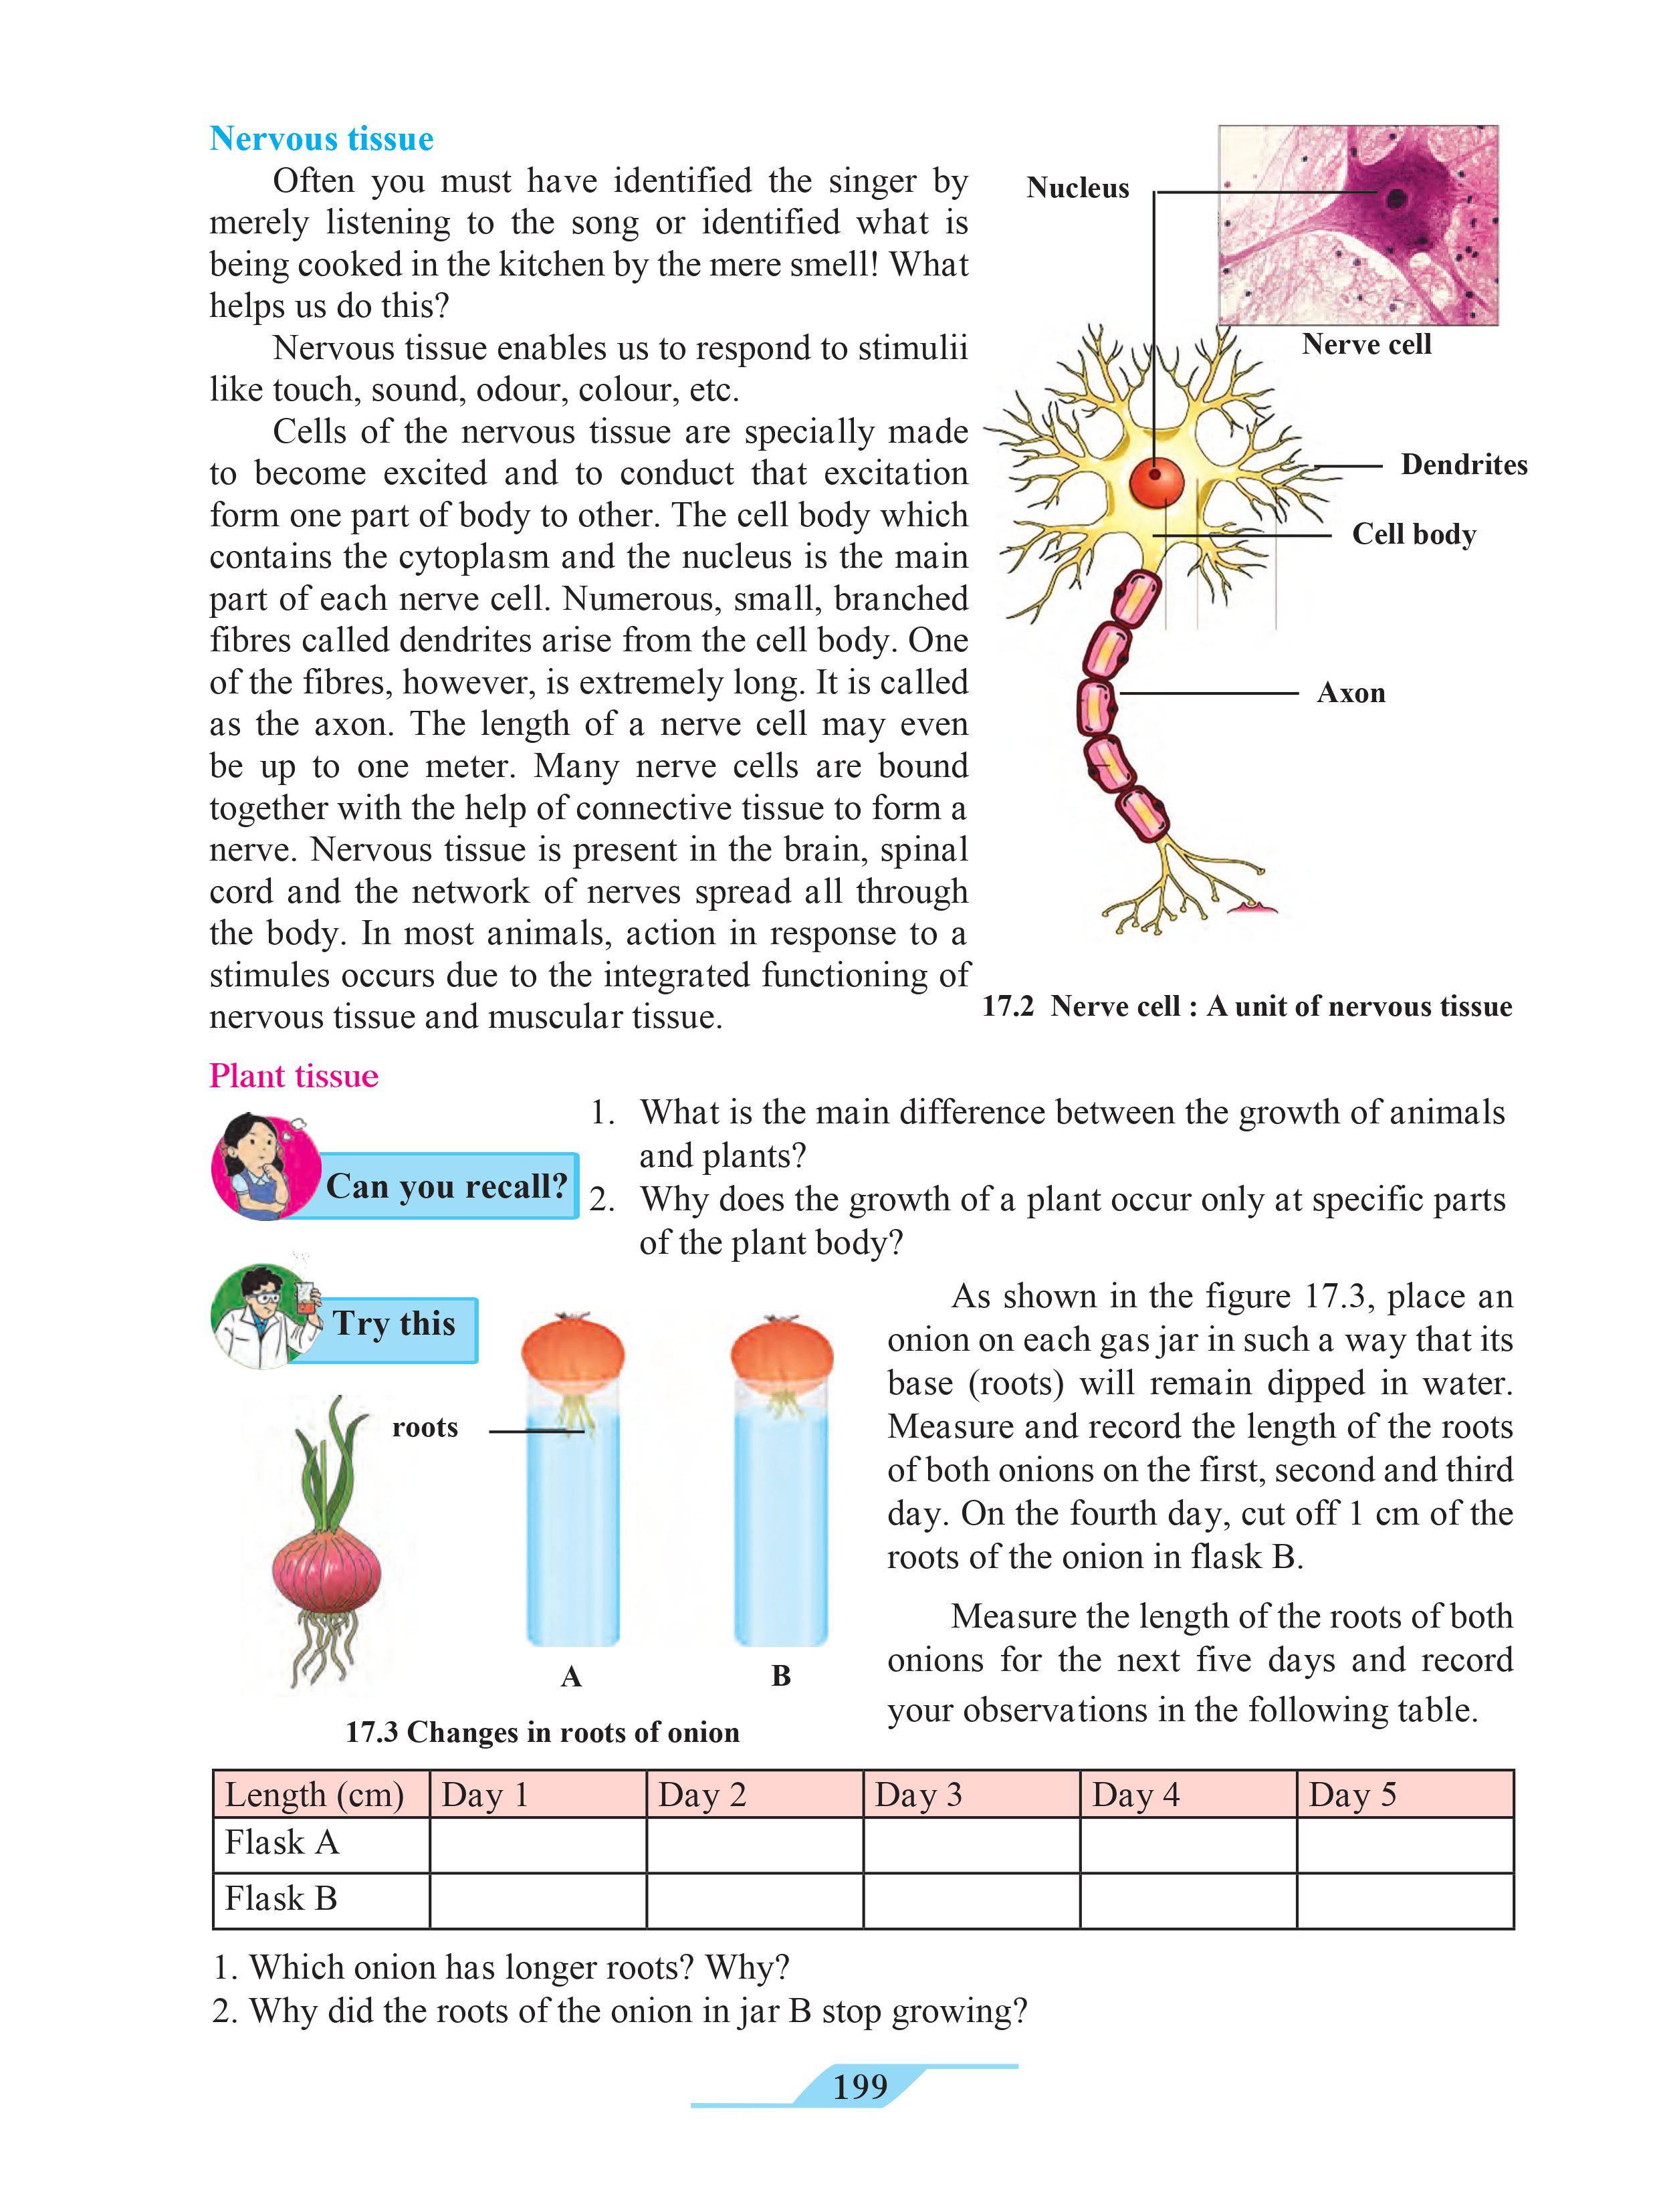 Nervous tissue
Often you must have identified the singer by
merely listening to the song or identified what is
being cooked in the kitchen by the mere smell! What
helps us do this?
Nervous tissue enables us to respond to stimulii
like touch, sound, odour, colour, etc.
Cells of the nervous tissue are specially made
to become excited and to conduct that excitation
form one part of body to other. The cell body which
contains the cytoplasm and the nucleus is the main
part of each nerve cell. Numerous, small, branched
fibres called dendrites arise from the cell body. One
of the fibres, however, is extremely long. It is called
as the axon. The length of a nerve cell may even
be up to one meter. Many nerve cells are bound
together with the help of connective tissue to form a
nerve. Nervous tissue is present in the brain, spinal
cord and the network of nerves spread all through
the body. In most animals, action in response to a
stimules occurs due to the integrated functioning of
nervous tissue and muscular tissue.
Nucleus
Nerve cell
Dendrites
Cell body
Axon
17.2 Nerve cell : A unit of nervous tissue
Plant tissue
Can you recall?
1. What is the main difference between the growth of animals
and plants?
2. Why does the growth of a plant occur only at specific parts
of the plant body?
Try this
roots
A
B
17.3 Changes in roots of onion
As shown in the figure 17.3, place an
onion on each gas jar in such a way that its
base (roots) will remain dipped in water.
Measure and record the length of the roots
of both onions on the first, second and third
day. On the fourth day, cut off 1 cm of the
roots of the onion in flask B.
Measure the length of the roots of both
onions for the next five days and record
your observations in the following table.
Length (cm) Day 1 Day 2 Day 3 Day 4 Day 5
Flask A
Flask B
1. Which onion has longer roots? Why?
2. Why did the roots of the onion in jar B stop growing?
199